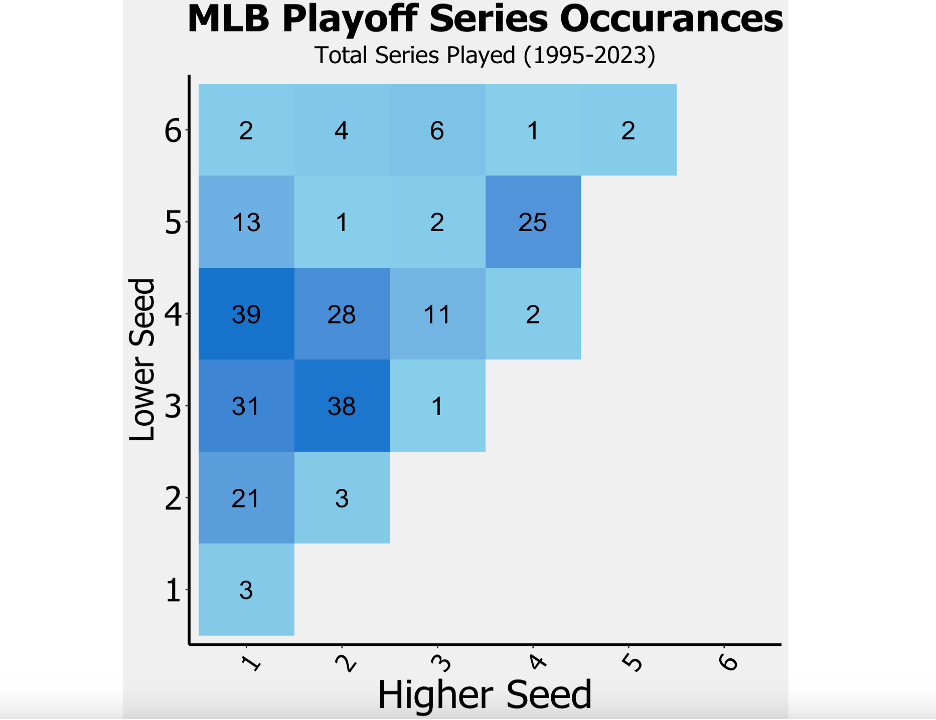 MLB Playoff Series Occurances
Total Series Played (1995-2023)
6 2 4 6 1 2
5 13 1 2 25
4 39 28 11 2
3 31 38 1
2 21 3
1 3
Lower Seed
1 2 3 4 5 6
Higher Seed